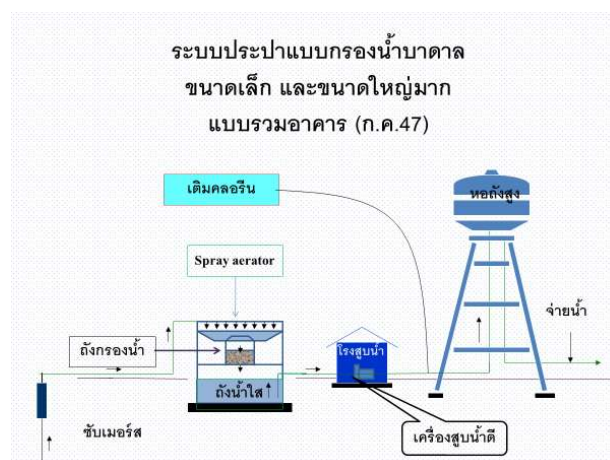 ระบบประปาแบบกรองน้ำบาดาล
ขนาดเล็ก และขนาดใหญ่มาก
แบบรวมอาคาร (ก.ค.47)
เติมคลอรีน
หอถังสูง
Spray aerator
จ่ายน้ำ
ถังกรองน้ำ
โรงสูบน้ำ
ถังน้ำใส
ซับเมอร์ส
เครื่องสูบน้ำดี